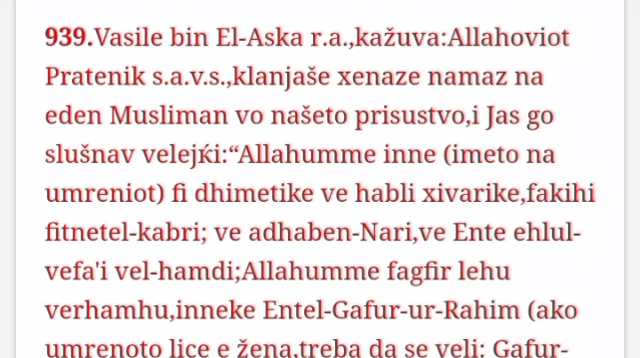 939.Vasile bin El-Aska r.a.,kažuva:Allahoviot
Pratenik s.a.v.s.,klanjaše xenaze namaz na
eden Musliman vo našeto prisustvo,i Jas go
slušnav velejḱi:“Allahumme inne (imeto na
umreniot) fi dhimetike ve habli xivarike,fakihi
fitnetel-kabri; ve adhaben-Nari,ve Ente ehlul-
vefa'i vel-hamdi;Allahumme fagfir lehu
verhamhu,inneke Entel-Gafur-ur-Rahim (ako
umrenoto lice e žena,treba da se veli: Gafur-